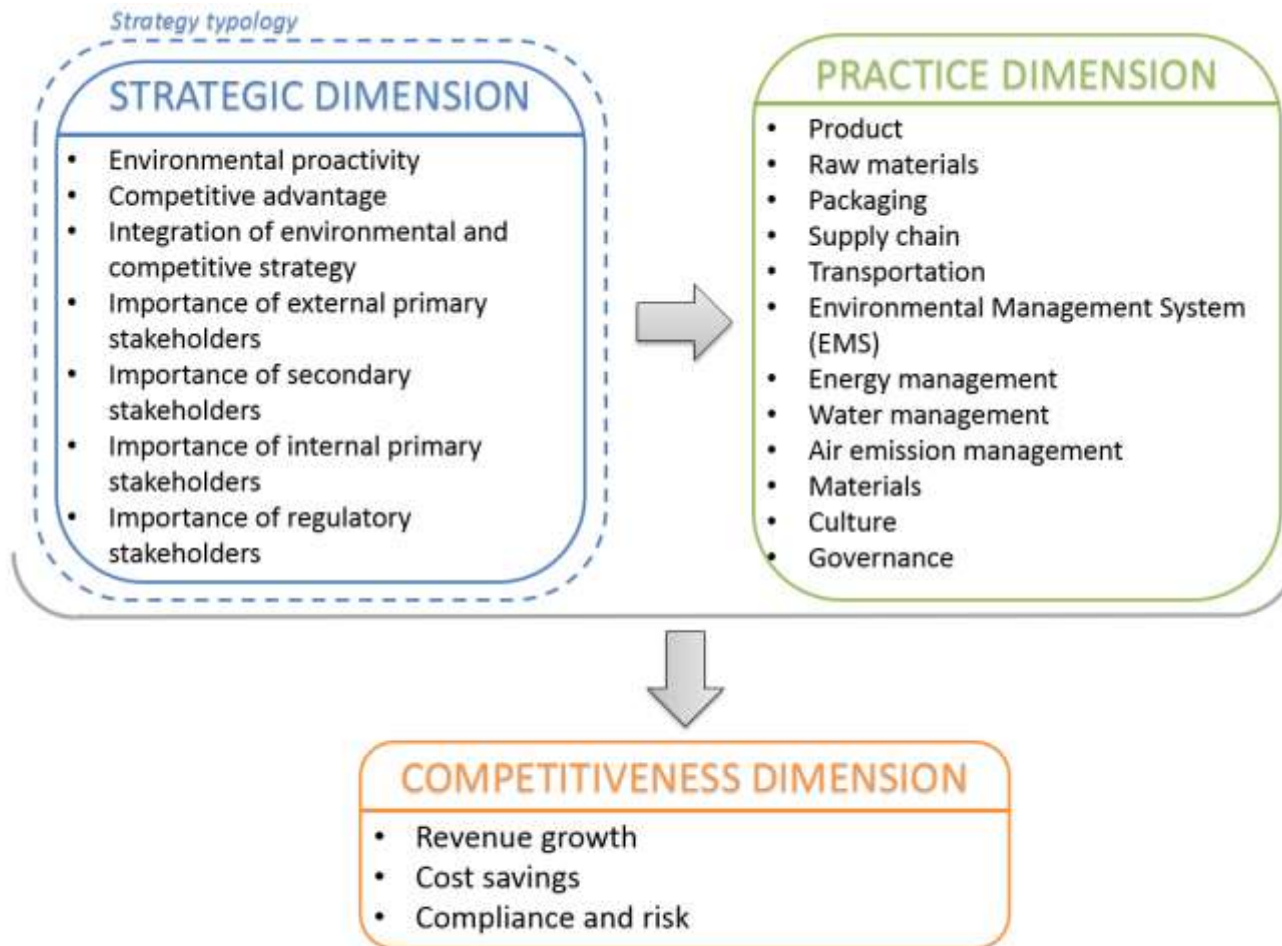 Strategy typology
STRATEGIC DIMENSION
• Environmental proactivity
• Competitive advantage
• Integration of environmental and
competitive strategy
• Importance of external primary
stakeholders
• Importance of secondary
stakeholders
• Importance of internal primary
stakeholders
• Importance of regulatory
stakeholders
PRACTICE DIMENSION
• Product
• Raw materials
• Packaging
• Supply chain
• Transportation
• Environmental Management System
(EMS)
• Energy management
• Water management
• Air emission management
• Materials
• Culture
• Governance
COMPETITIVENESS DIMENSION
• Revenue growth
• Cost savings
• Compliance and risk